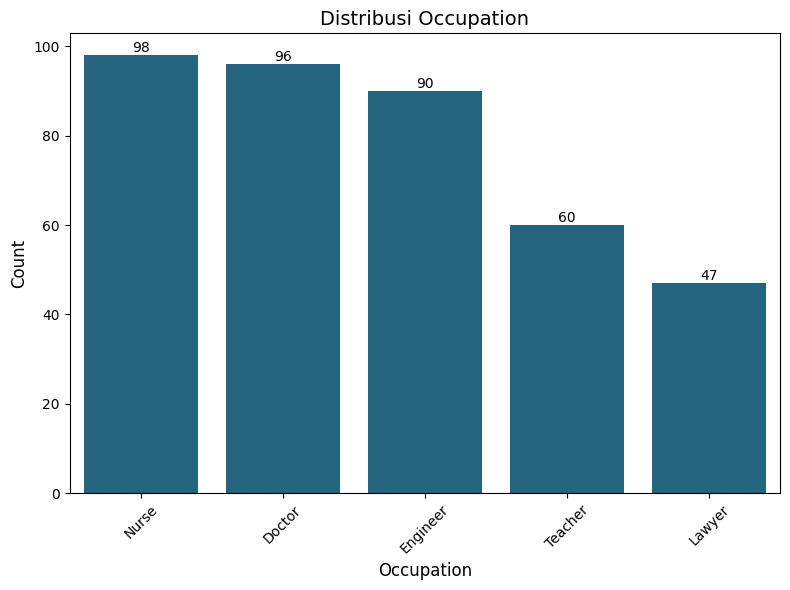 Distribusi Occupation
100
80
60
40
20
0
Count
98
96
90
60
47
Nurse
Doctor
Engineer
Teacher
Lawyer
Occupation